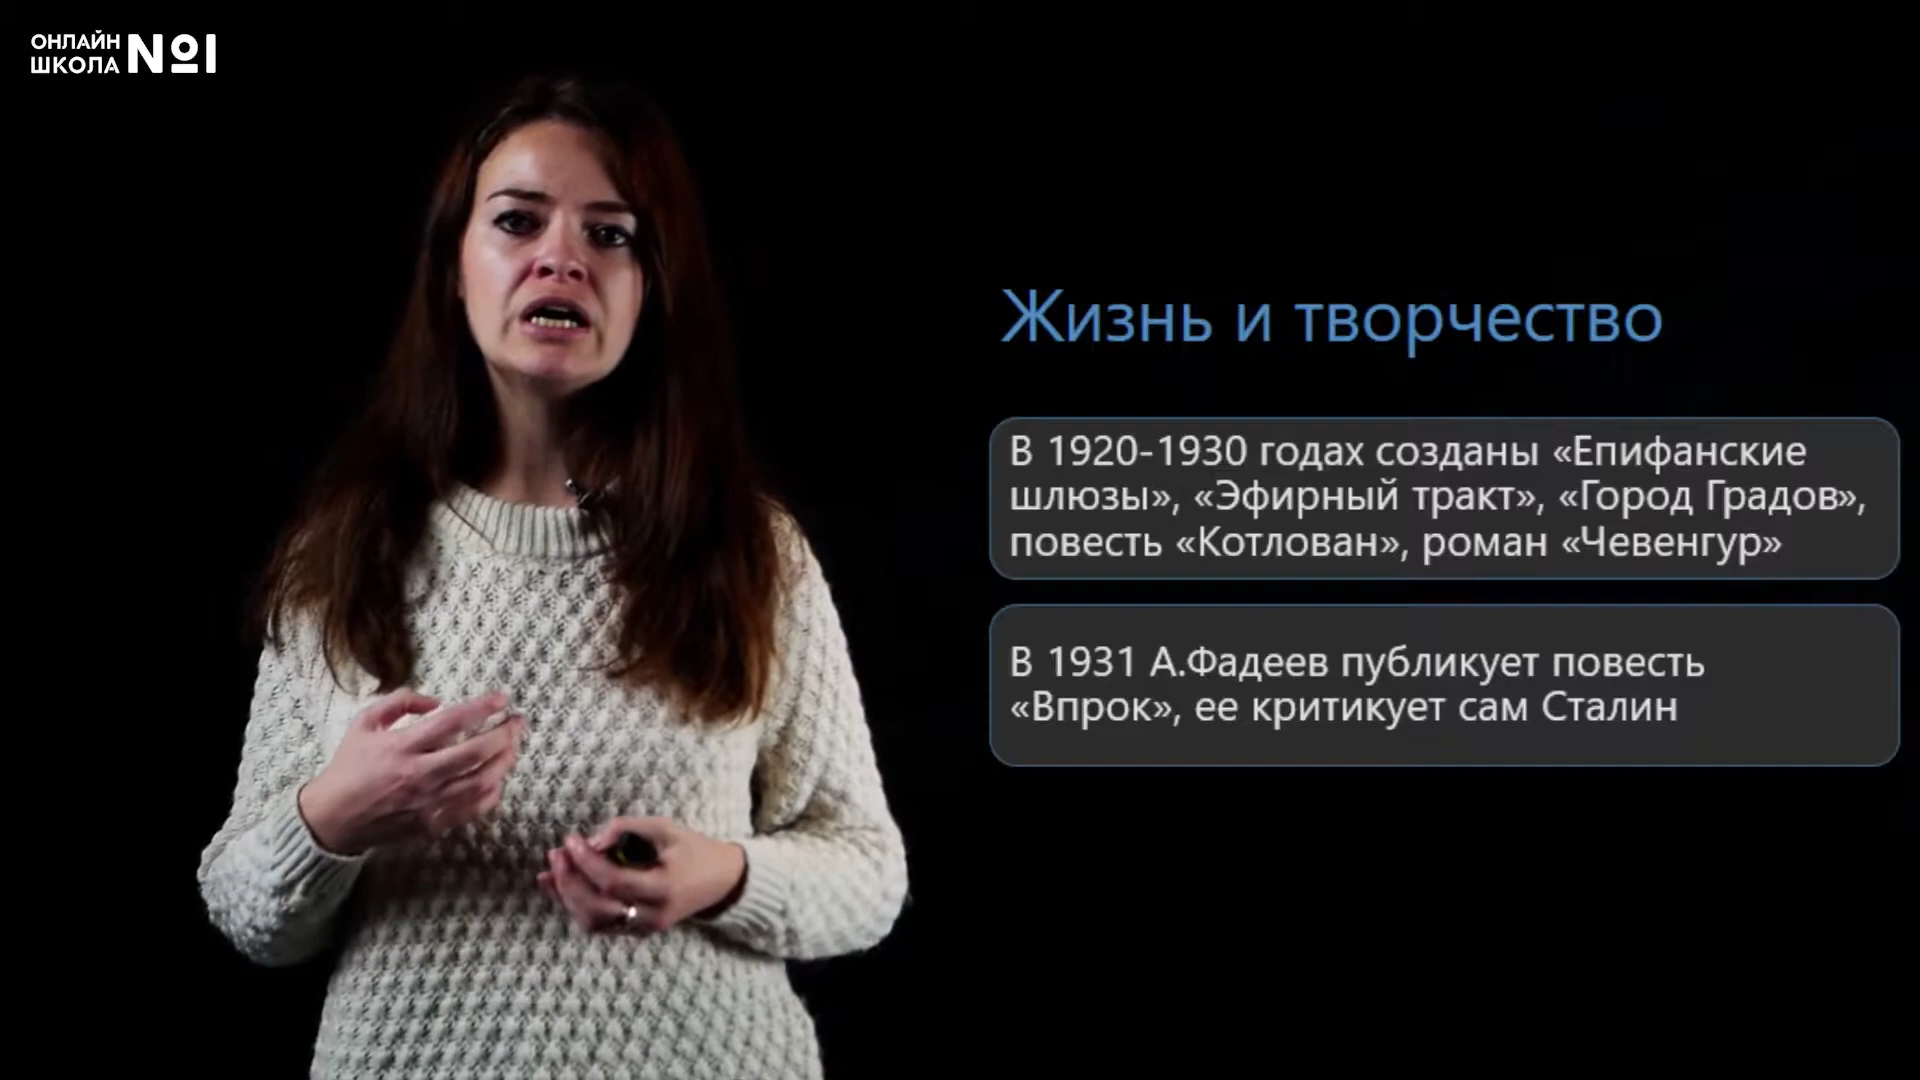 ОНЛАЙН
ШКОЛА №1
Жизнь и творчество
В 1920-1930 годах созданы «Епифанские
шлюзы», «Эфирный тракт», «Город Градов»,
повесть «Котлован», роман «Чевенгур»
В 1931 А.Фадеев публикует повесть
«Впрок», ее критикует сам Сталин